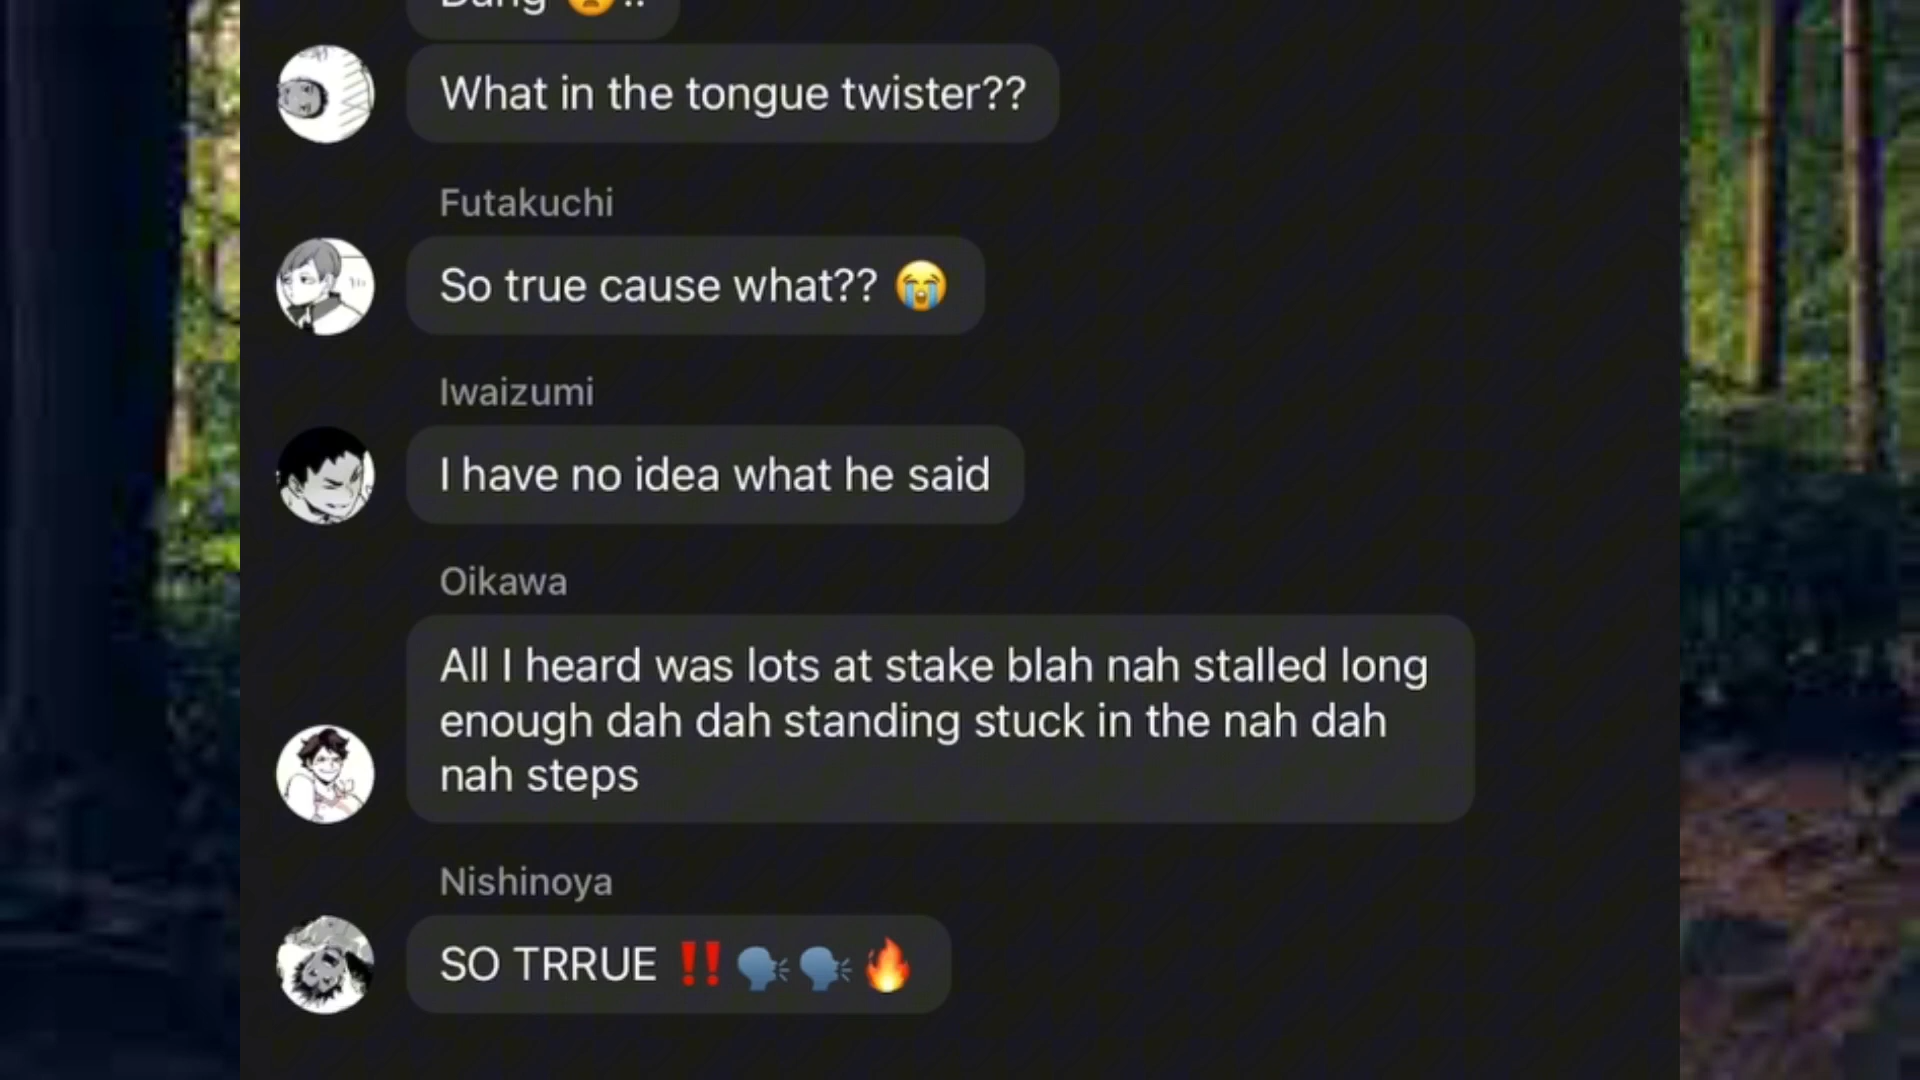 Dang 😧..
What in the tongue twister??
Futakuchi
So true cause what?? 😭
Iwaizumi
I have no idea what he said
Oikawa
All I heard was lots at stake blah nah stalled long
enough dah dah standing stuck in the nah dah
nah steps
Nishinoya
SO TRRUE ‼️🗣️🗣️🔥